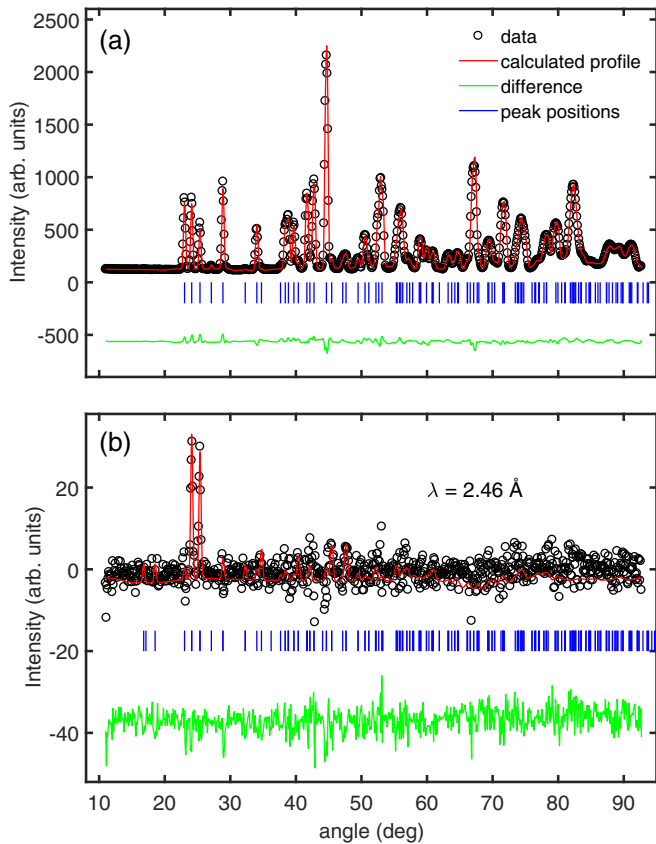 (a)
data
calculated profile
difference
peak positions
2500
2000
1500
1000
500
0
-500
Intensity (arb. units)
(b)
λ = 2.46 Å
20
0
-20
-40
Intensity (arb. units)
10 20 30 40 50 60 70 80 90
angle (deg)